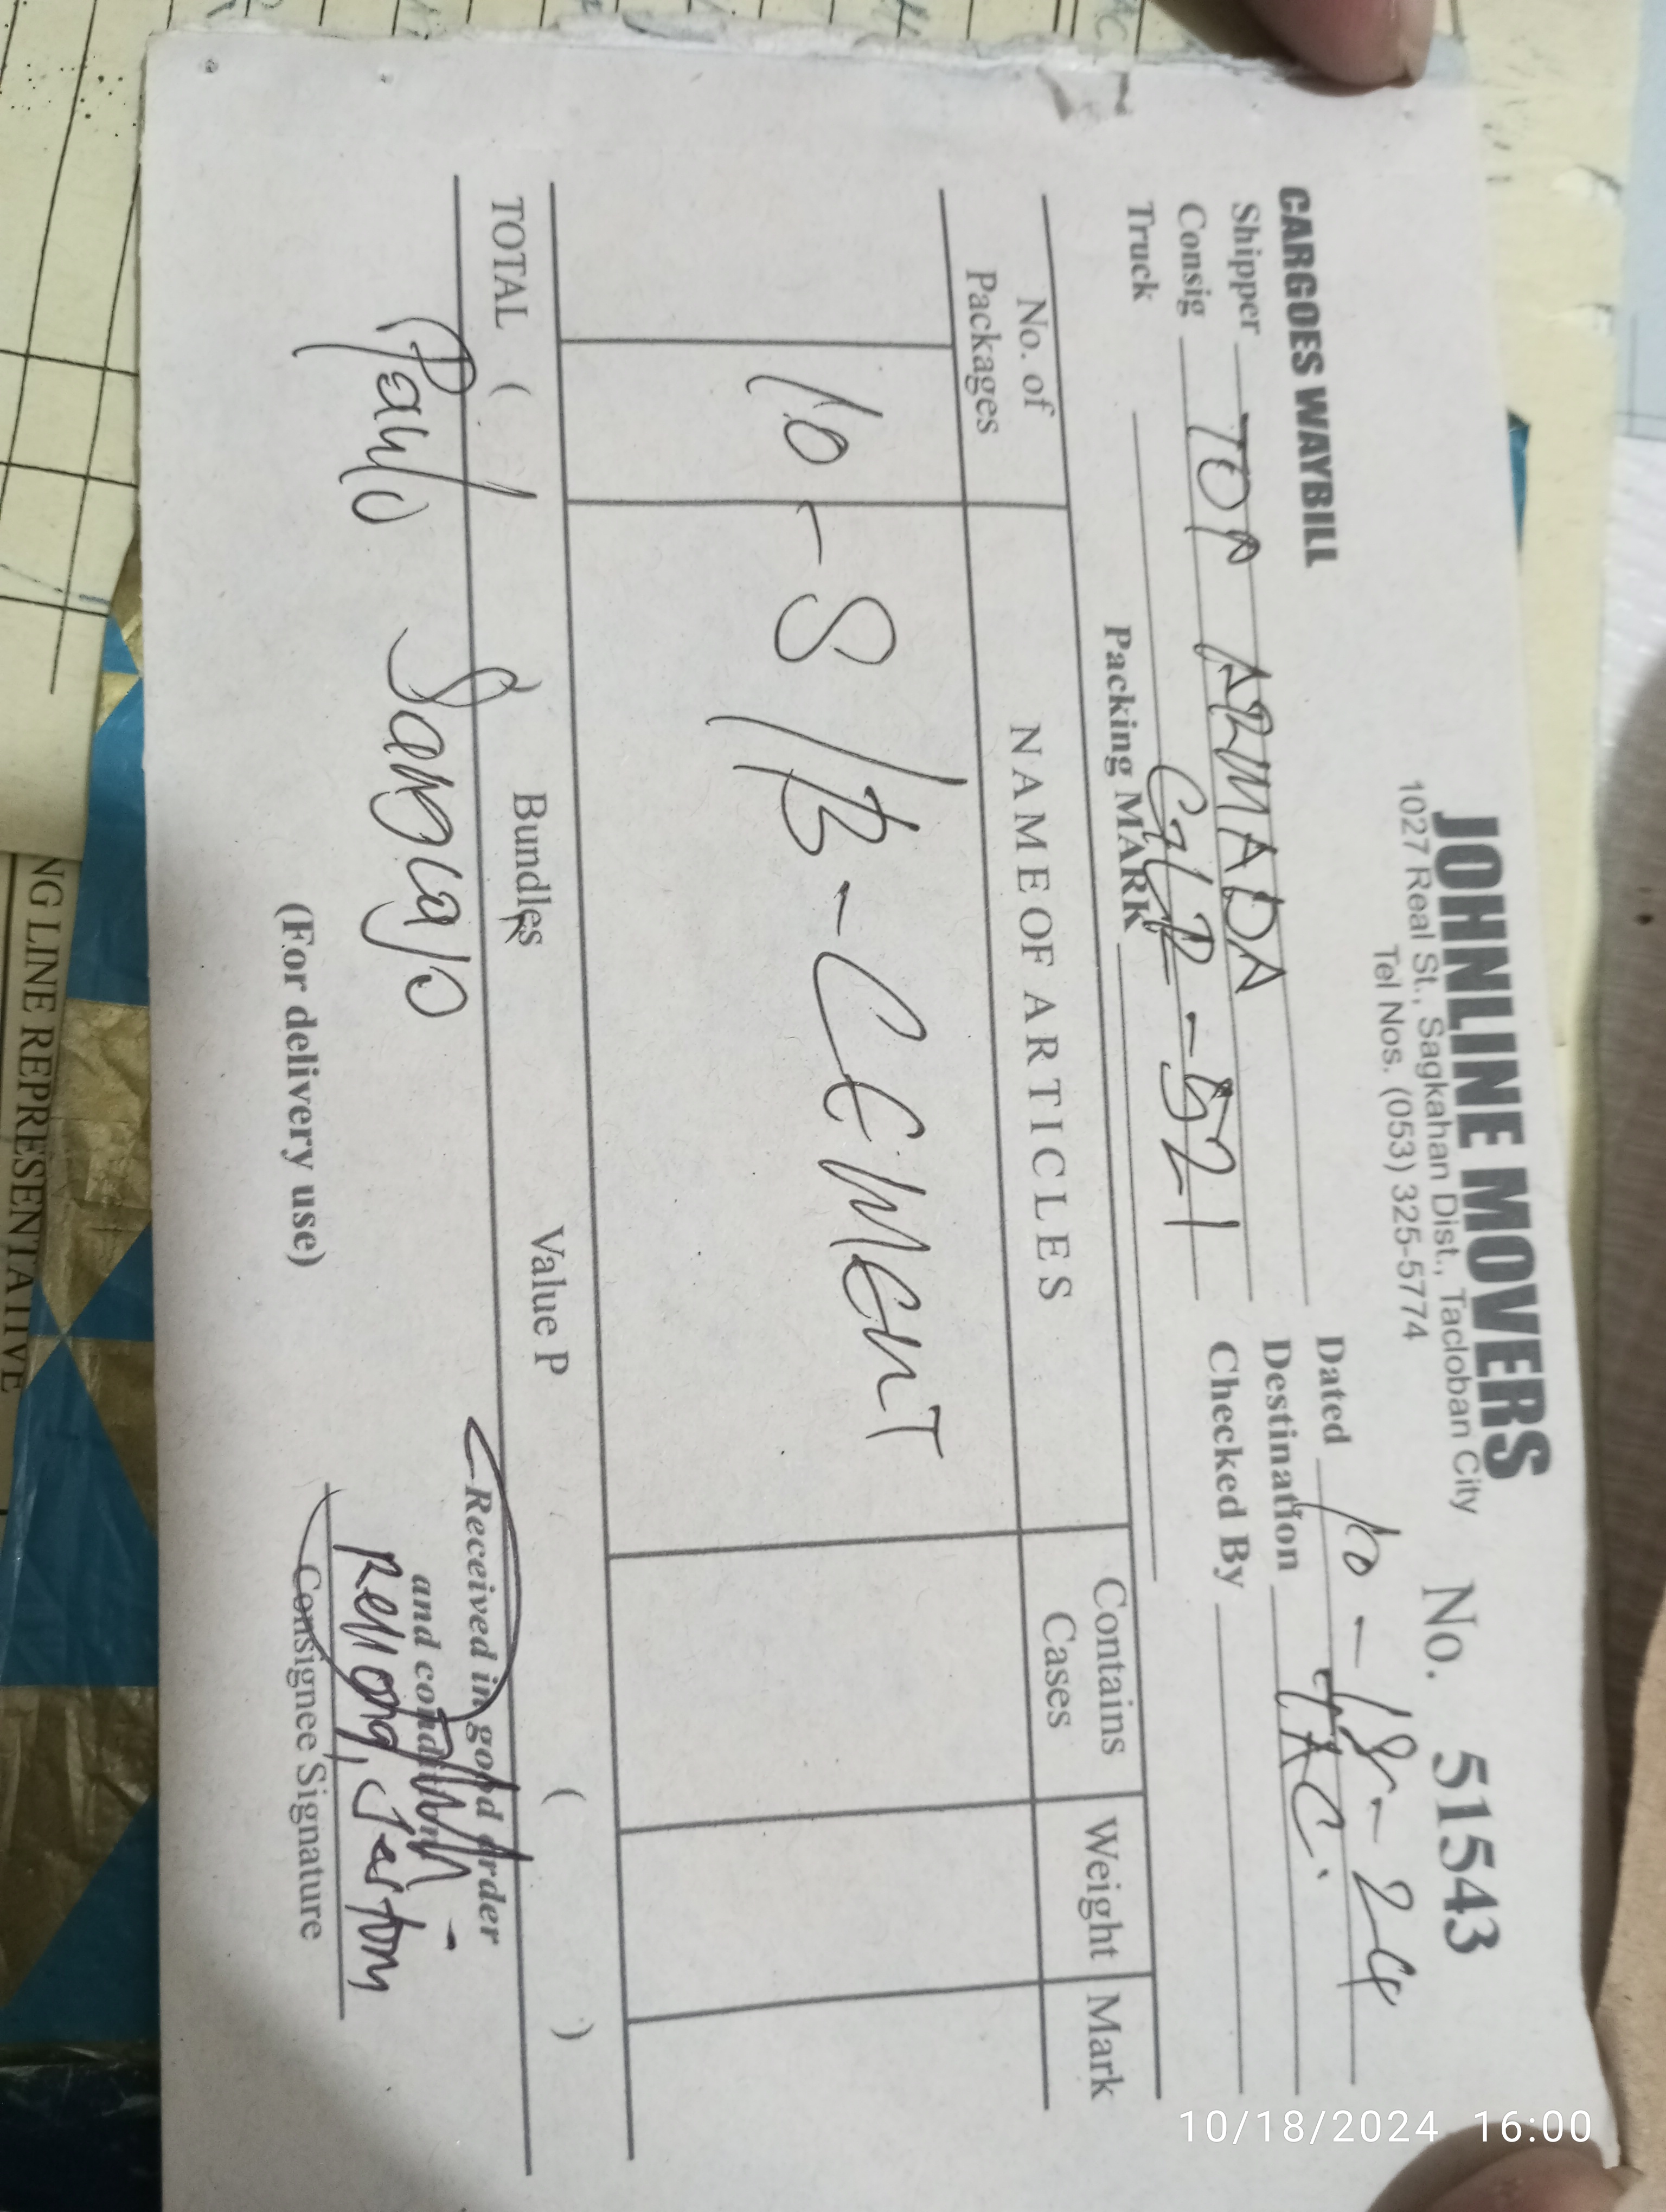 JOHNLINE MOVERS
1027 Real St., Sagkahan Dist., Tacloban City
Tel Nos. (053) 325-5774
No. 51543
CARGOES WAYBILL
Dated 10-18-24
Shipper
Destination TAC.
Consig TOP ARMADA
Checked By
Truck
Packing MARK -521
No. of Packages
NAME OF ARTICLES
Contains Cases
Weight
Mark
10 - S/B - CEMENT
TOTAL ( Bundles Value P ( )
Received in good order
and condition
Paulo
Consignee Signature
(For delivery use)
NG LINE REPRESENTATIVE
10/18/2024 16:00